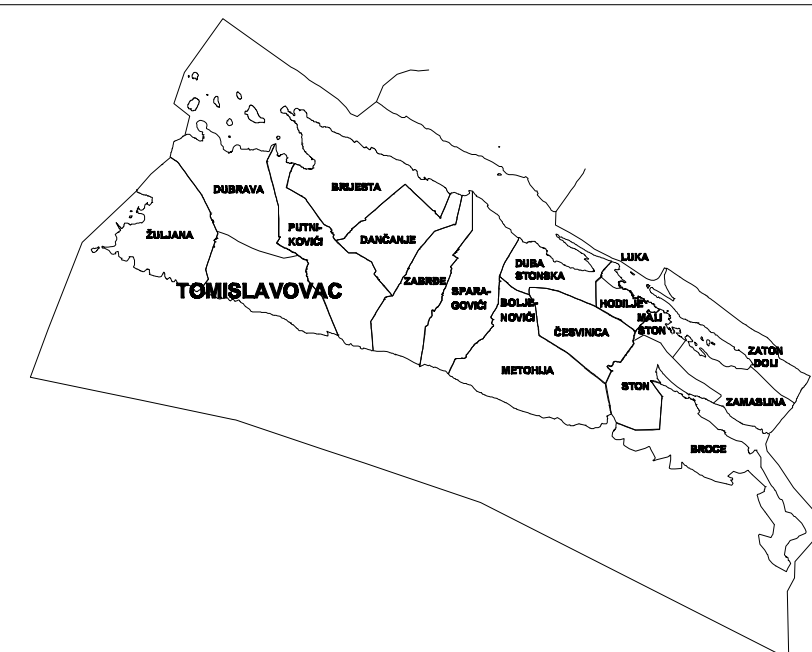 DUBRAVA
BRIJESTA
ŽULJANA
PUTNI-
KOVIĆI
DANČANJE
TOMISLAVOVAC
ZABRĐE
SPARA-
GOVIĆI
DUBA
STONSKA
LUKA
BOLJE-
NOVIĆI
HODILJE
MALI
STON
ČESVINICA
ZATON
DOLI
METOHIJA
STON
ZAMASLINA
BROCE